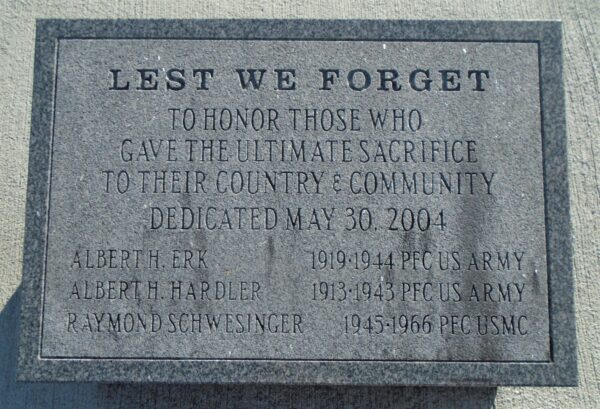 LEST WE FORGET
TO HONOR THOSE WHO
GAVE THE ULTIMATE SACRIFICE
TO THEIR COUNTRY & COMMUNITY
DEDICATED MAY 30, 2004
ALBERT H. ERK 1919-1944 PFC US ARMY
ALBERT H. HARDLER 1913-1943 PFC US ARMY
RAYMOND SCHWESINGER 1945-1966 PFC USMC